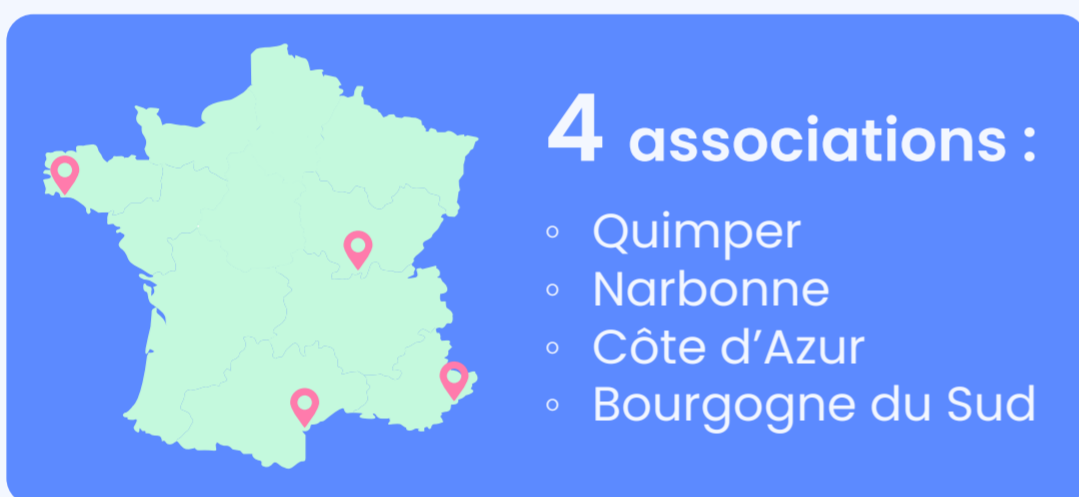 4 associations :
Quimper
Narbonne
Côte d’Azur
Bourgogne du Sud